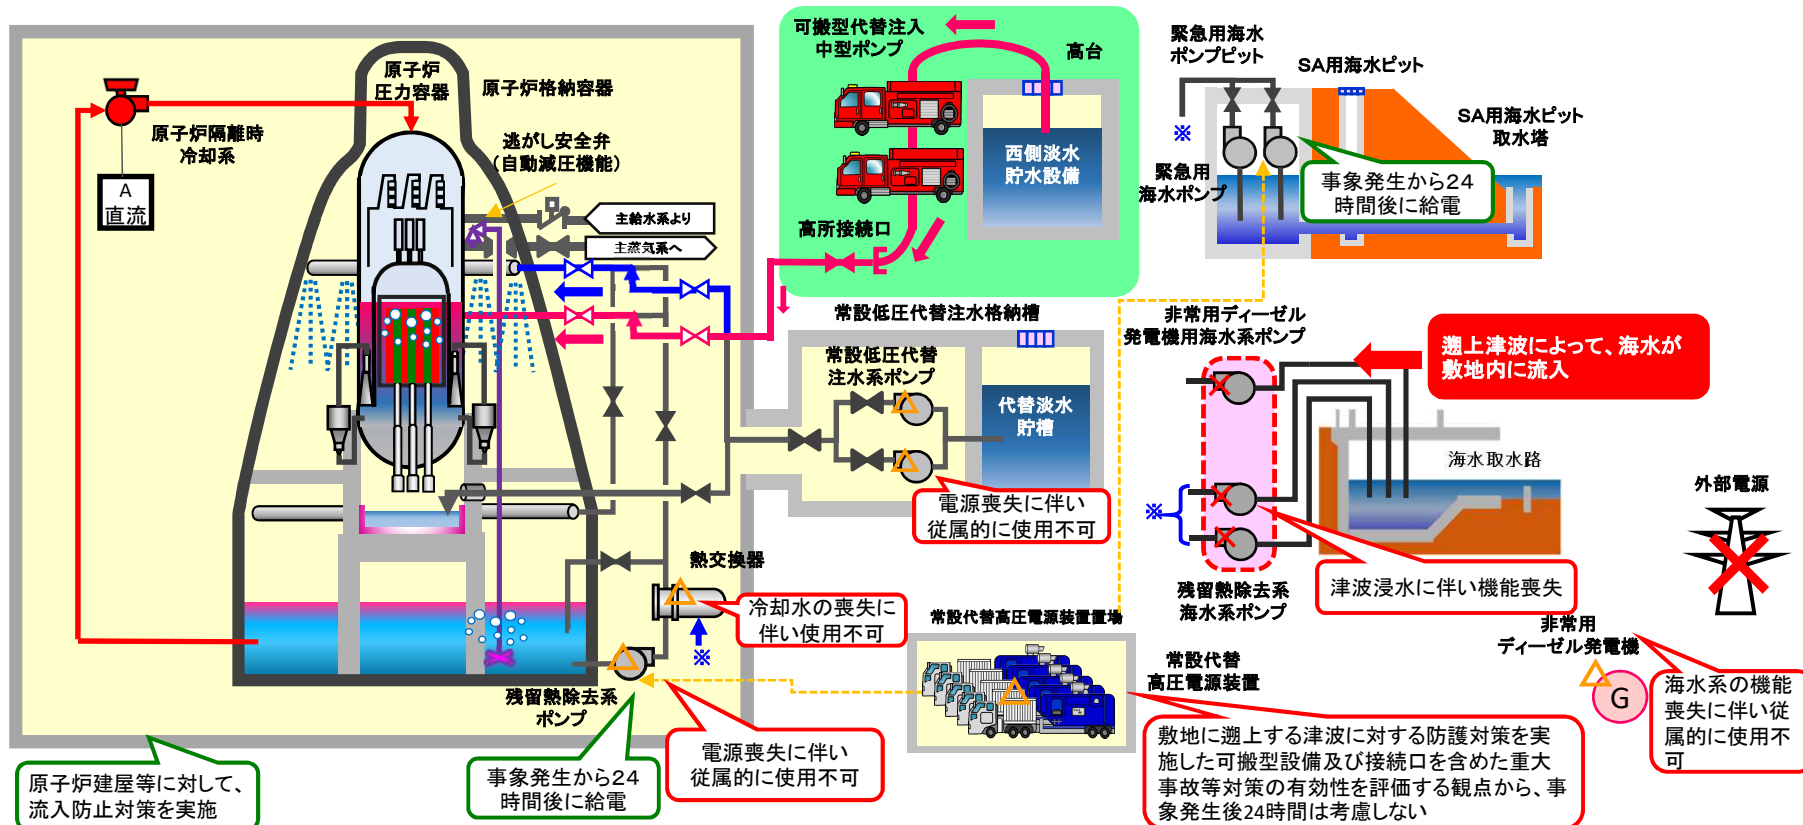 可搬型代替注入
中型ポンプ
高台
西側淡水
貯水設備
高所接続口
緊急用海水
ポンプピット
SA用海水ピット
SA用海水ピット
取水塔
※
緊急用
海水ポンプ
事象発生から24
時間後に給電
原子炉
圧力容器
原子炉格納容器
原子炉隔離時
冷却系
A
直流
逃がし安全弁
(自動減圧機能)
主給水系より
主蒸気系へ
常設低圧代替注水格納槽
常設低圧代替
注水系ポンプ
代替淡水
貯槽
電源喪失に伴い
従属的に使用不可
非常用ディーゼル
発電機用海水系ポンプ
遡上津波によって、海水が
敷地内に流入
海水取水路
※
残留熱除去系
海水系ポンプ
津波浸水に伴い機能喪失
外部電源
非常用
ディーゼル発電機
G
海水系の機能
喪失に伴い従
属的に使用不
可
熱交換器
冷却水の喪失に
伴い使用不可
※
残留熱除去系
ポンプ
常設代替高圧電源装置置場
常設代替
高圧電源装置
原子炉建屋等に対して、
流入防止対策を実施
事象発生から24
時間後に給電
電源喪失に伴い
従属的に使用不可
敷地に遡上する津波に対する防護対策を実
施した可搬型設備及び接続口を含めた重大
事故等対策の有効性を評価する観点から、事
象発生後24時間は考慮しない